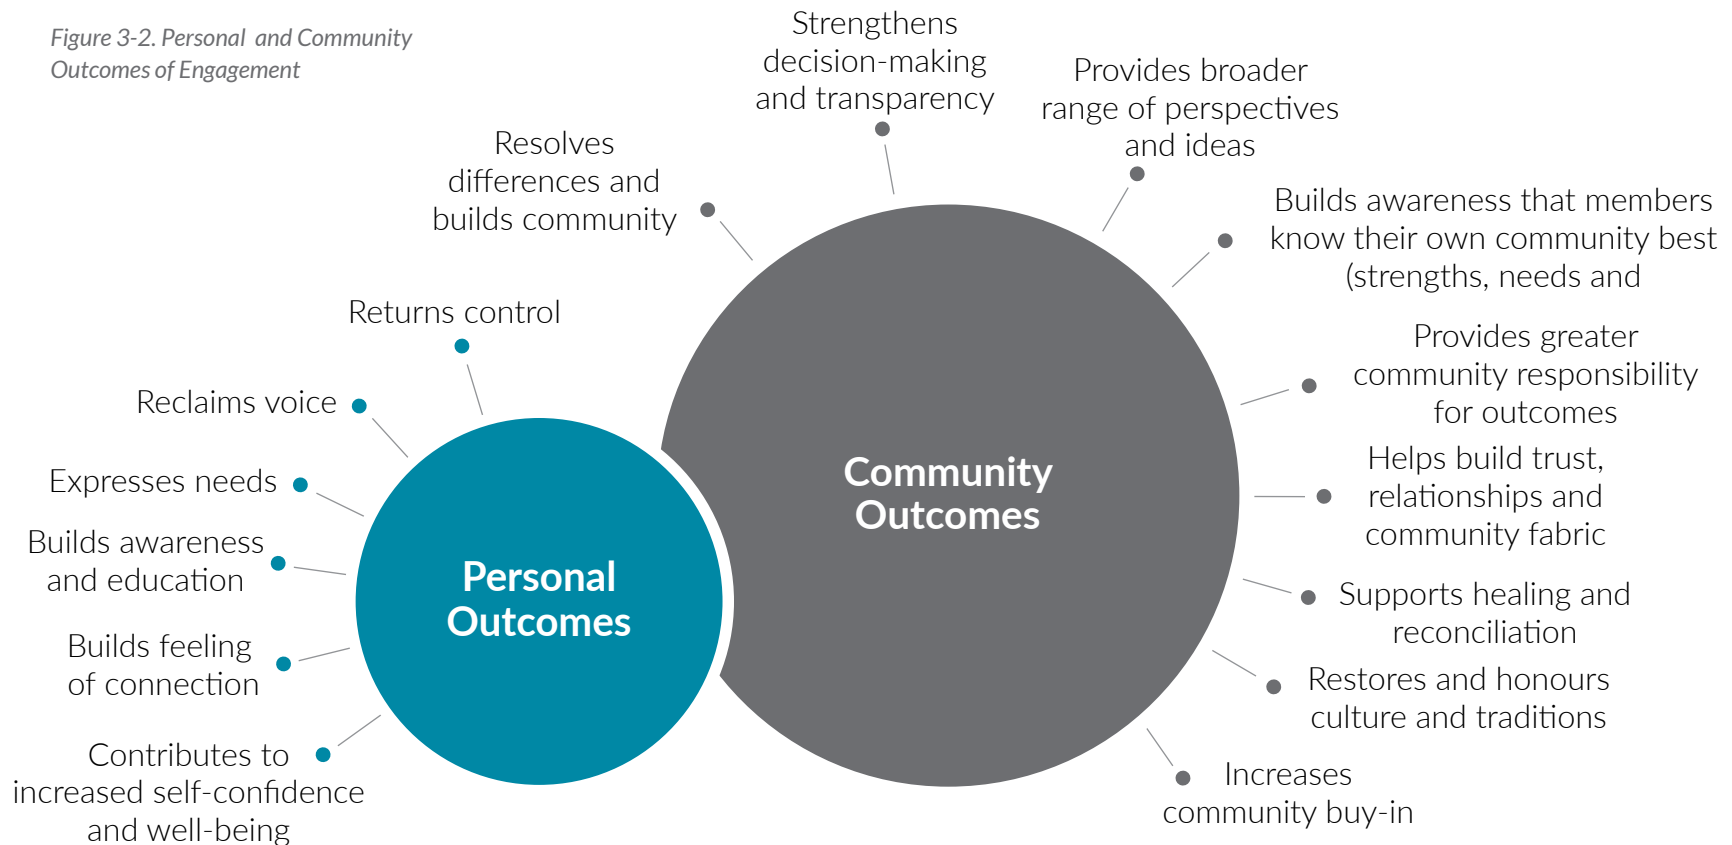 Figure 3-2. Personal and Community
Outcomes of Engagement
Strengthens
decision-making
and transparency
Provides broader
range of perspectives
and ideas
Resolves
differences and
builds community
Builds awareness that members
know their own community best
(strengths, needs and
Returns control
Provides greater
community responsibility
for outcomes
Reclaims voice
Helps build trust,
relationships and
community fabric
Expresses needs
Community
Outcomes
Builds awareness
and education
Personal
Outcomes
Supports healing and
reconciliation
Builds feeling
of connection
Restores and honours
culture and traditions
Contributes to
increased self-confidence
and well-being
Increases
community buy-in